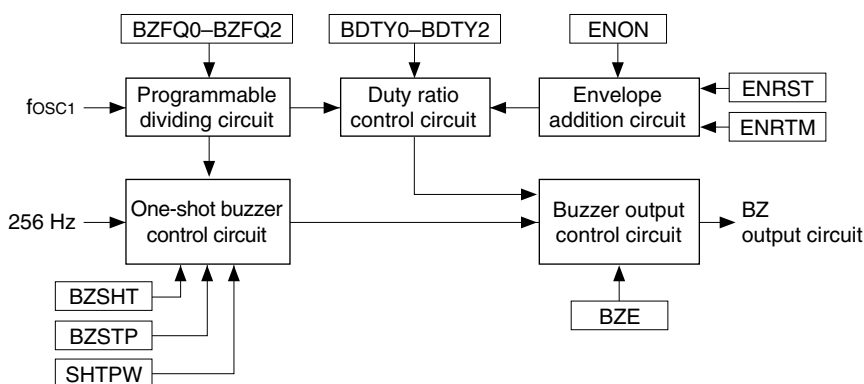 BZFQ0–BZFQ2
BDTY0–BDTY2
ENON
fOSC1
Programmable
dividing circuit
Duty ratio
control circuit
Envelope
addition circuit
ENRST
ENRTM
256 Hz
One-shot buzzer
control circuit
Buzzer output
control circuit
BZ
output circuit
BZSHT
BZSTP
SHTPW
BZE